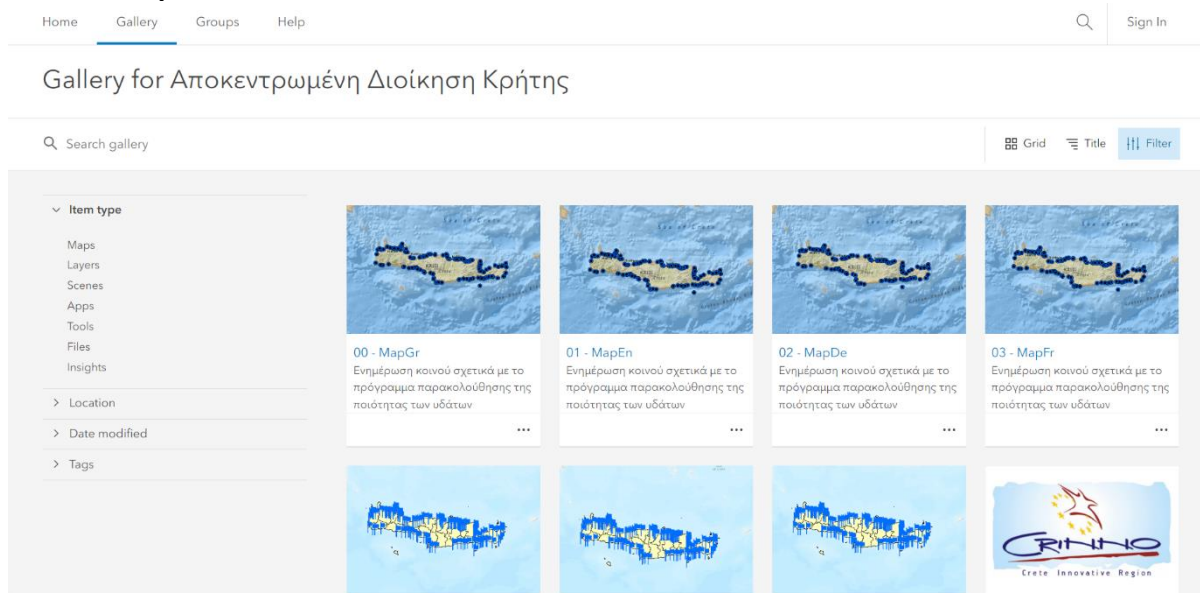 Home Gallery Groups Help Sign In
Gallery for Αποκεντρωμένη Διοίκηση Κρήτης
Search gallery Grid Title Filter
Item type
Maps
Layers
Scenes
Apps
Tools
Files
Insights
Location
Date modified
Tags
Sea of Crete
00 - MapGr
Ενημέρωση κοινού σχετικά με το
πρόγραμμα παρακολούθησης της
ποιότητας των υδάτων
...
01 - MapEn
Ενημέρωση κοινού σχετικά με το
πρόγραμμα παρακολούθησης της
ποιότητας των υδάτων
...
02 - MapDe
Ενημέρωση κοινού σχετικά με το
πρόγραμμα παρακολούθησης της
ποιότητας των υδάτων
...
03 - MapFr
Ενημέρωση κοινού σχετικά με το
πρόγραμμα παρακολούθησης της
ποιότητας των υδάτων
...
CRINNO
Crete Innovative Region